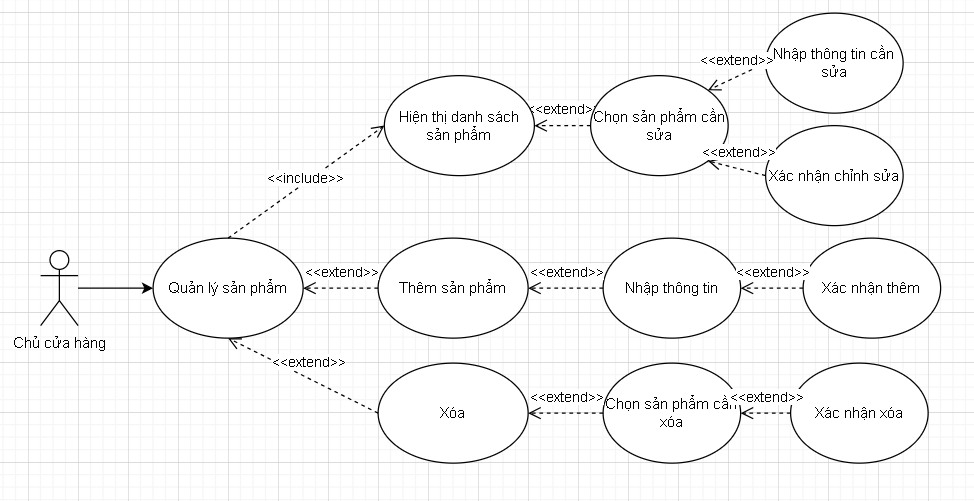 Nhập thông tin cần
sửa
<<extend>>
Hiện thị danh sách
sản phẩm
<<extend>>
Chọn sản phẩm cần
sửa
<<extend>>
Xác nhận chỉnh sửa
<<include>>
Chủ cửa hàng
Quản lý sản phẩm
<<extend>>
Thêm sản phẩm
<<extend>>
Nhập thông tin
<<extend>>
Xác nhận thêm
<<extend>>
Xóa
<<extend>>
Chọn sản phẩm cần
xóa
<<extend>>
Xác nhận xóa